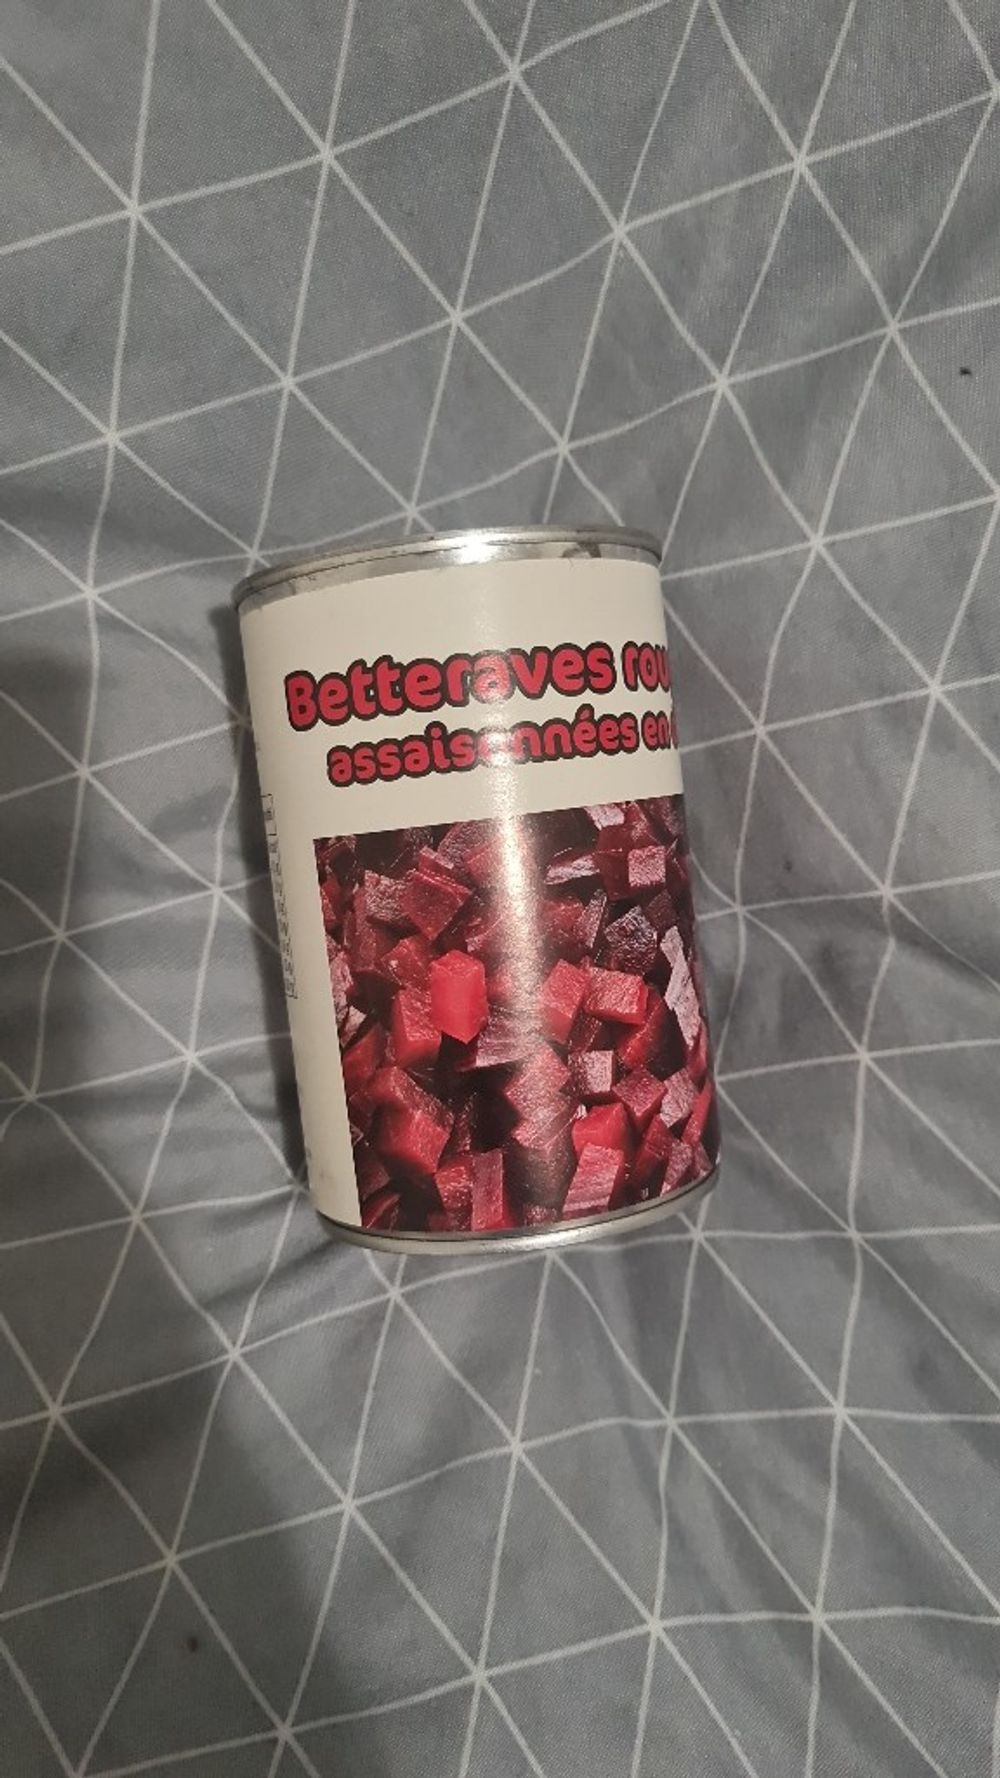 Betteraves rou
assaisonnées en